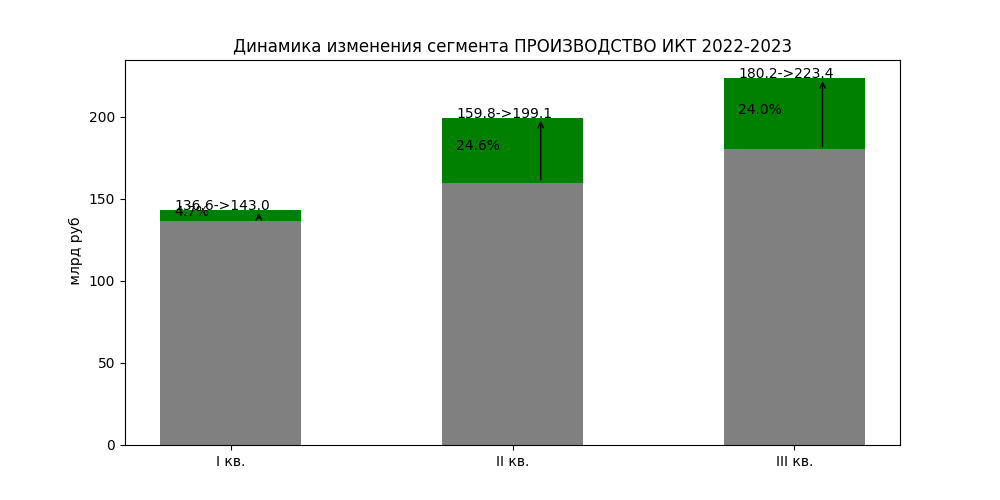 Динамика изменения сегмента ПРОИЗВОДСТВО ИКТ 2022-2023
млрд руб
200
150
100
50
0
136.6->143.0
4.7%
159.8->199.1
24.6%
180.2->223.4
24.0%
I кв.
II кв.
III кв.